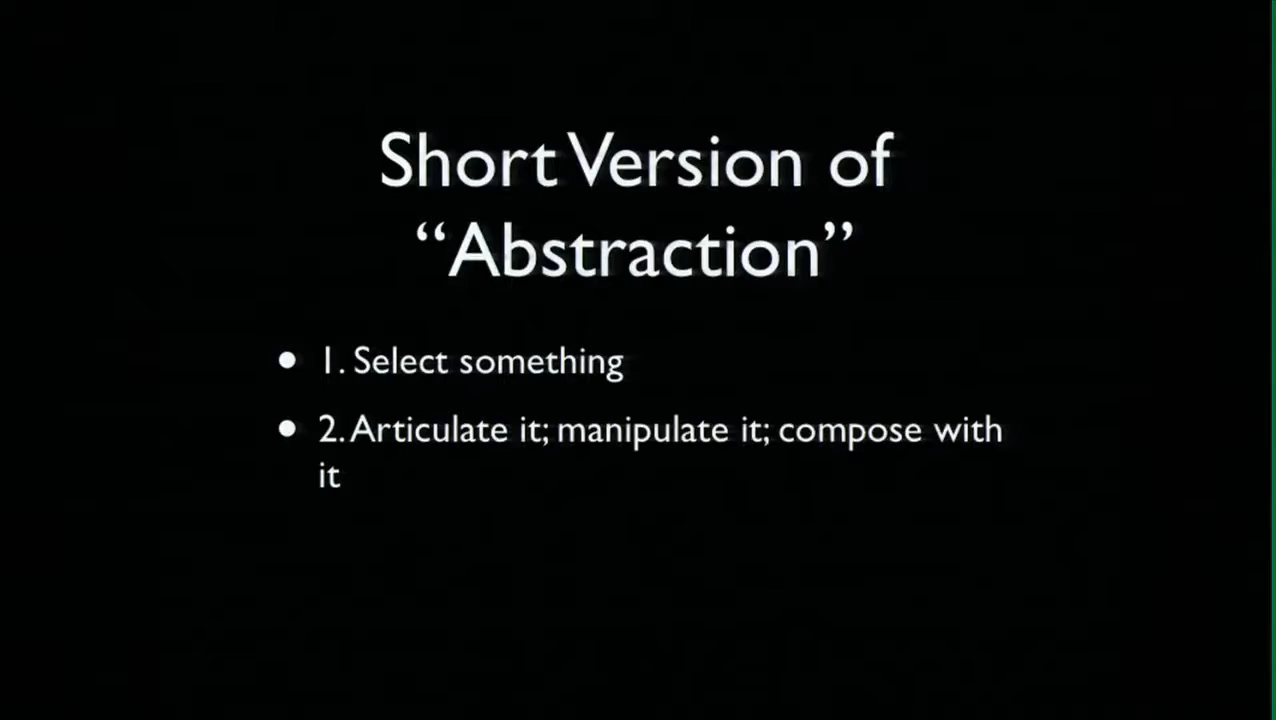 Short Version of
“Abstraction”
• 1. Select something
• 2. Articulate it; manipulate it; compose with
it